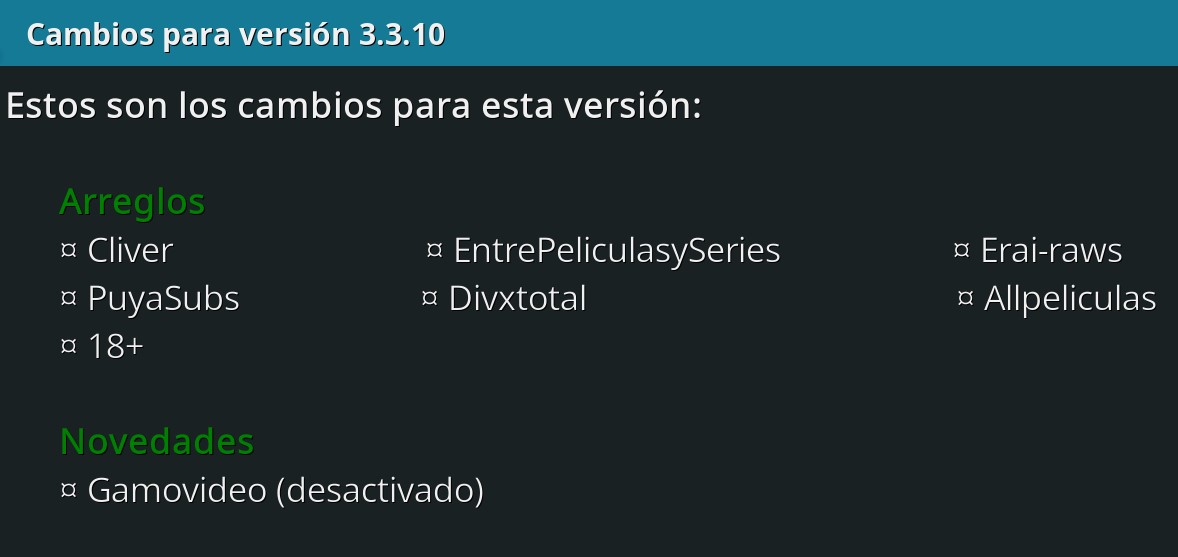 Cambios para versión 3.3.10
Estos son los cambios para esta versión:
Arreglos
¤ Cliver ¤ EntrePeliculasySeries ¤ Erai-raws
¤ PuyaSubs ¤ Divxtotal ¤ Allpeliculas
¤ 18+
Novedades
¤ Gamovideo (desactivado)